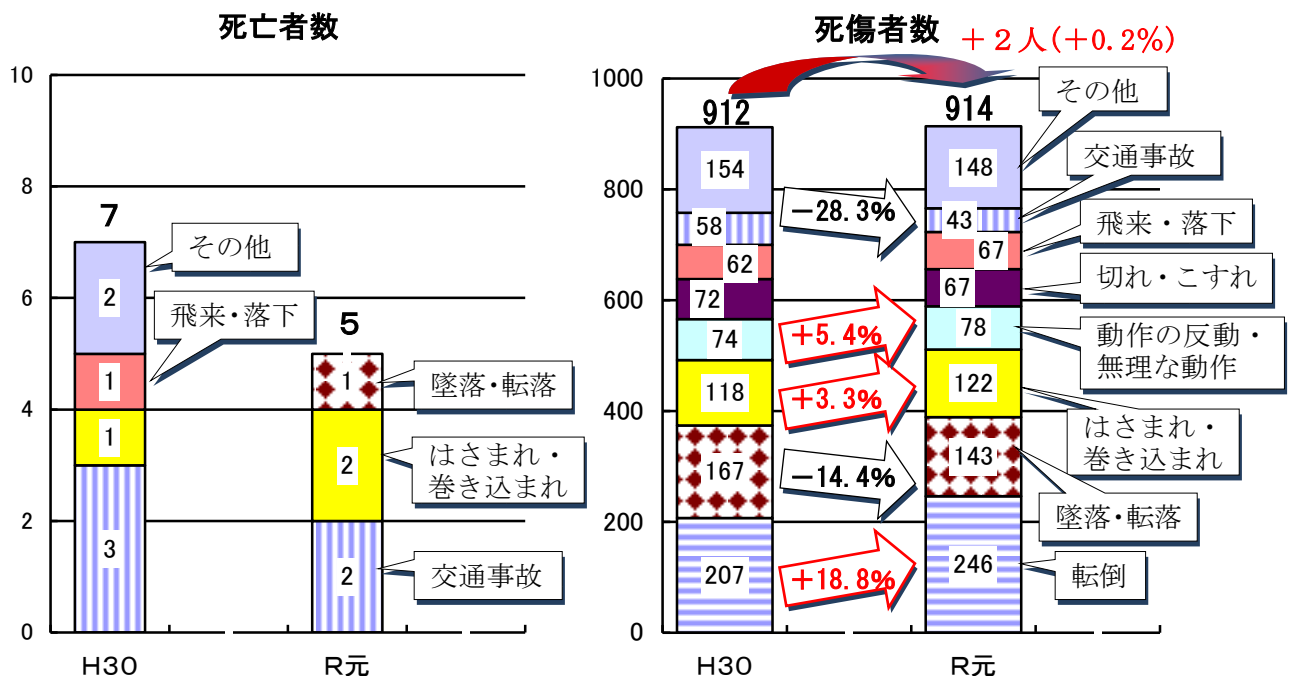 死亡者数
10
8
6
4
2
0
7
2
1
1
3
その他
飛来・落下
5
1
2
2
墜落・転落
はさまれ・
巻き込まれ
交通事故
H30
R元
死傷者数
＋２人(+0.2%)
1000
800
600
400
200
0
912
154
58
62
72
74
118
167
207
－28.3%
＋5.4%
＋3.3%
－14.4%
＋18.8%
914
148
43
67
67
78
122
143
246
その他
交通事故
飛来・落下
切れ・こすれ
動作の反動・
無理な動作
はさまれ・
巻き込まれ
墜落・転落
転倒
H30
R元